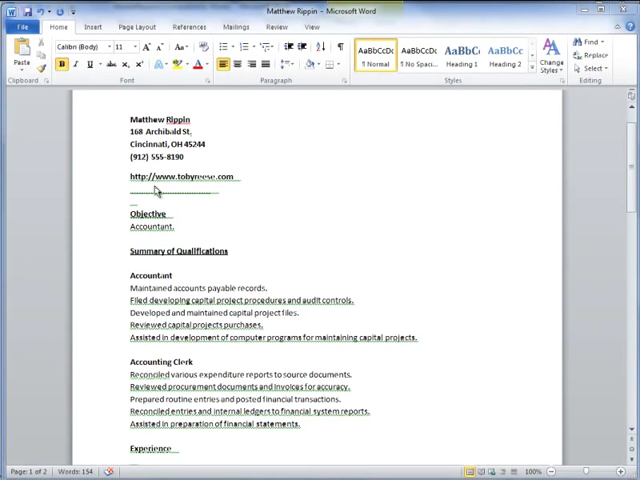 Matthew Rippin - Microsoft Word
File Home Insert Page Layout References Mailings Review View
Paste
Calibri (Body) 11 A A Aa
B I U abc x₂ x² A A
AaBbCcDc AaBbCcDc AaBbC AaBbCc
¶ Normal ¶ No Spaci... Heading 1 Heading 2
Change Styles
Find
Replace
Select
Clipboard Font Paragraph Styles Editing
Matthew Rippin
168 Archibald St.
Cincinnati, OH 45244
(912) 555-8190
http://www.tobyreese.com
Objective
Accountant.
Summary of Qualifications
Accountant
Maintained accounts payable records.
Filed developing capital project procedures and audit controls.
Developed and maintained capital project files.
Reviewed capital projects purchases.
Assisted in development of computer programs for maintaining capital projects.
Accounting Clerk
Reconciled various expenditure reports to source documents.
Reviewed procurement documents and invoices for accuracy.
Prepared routine entries and posted financial transactions.
Reconciled entries and internal ledgers to financial system reports.
Assisted in preparation of financial statements.
Experience
Page: 1 of 2 Words: 154 100%